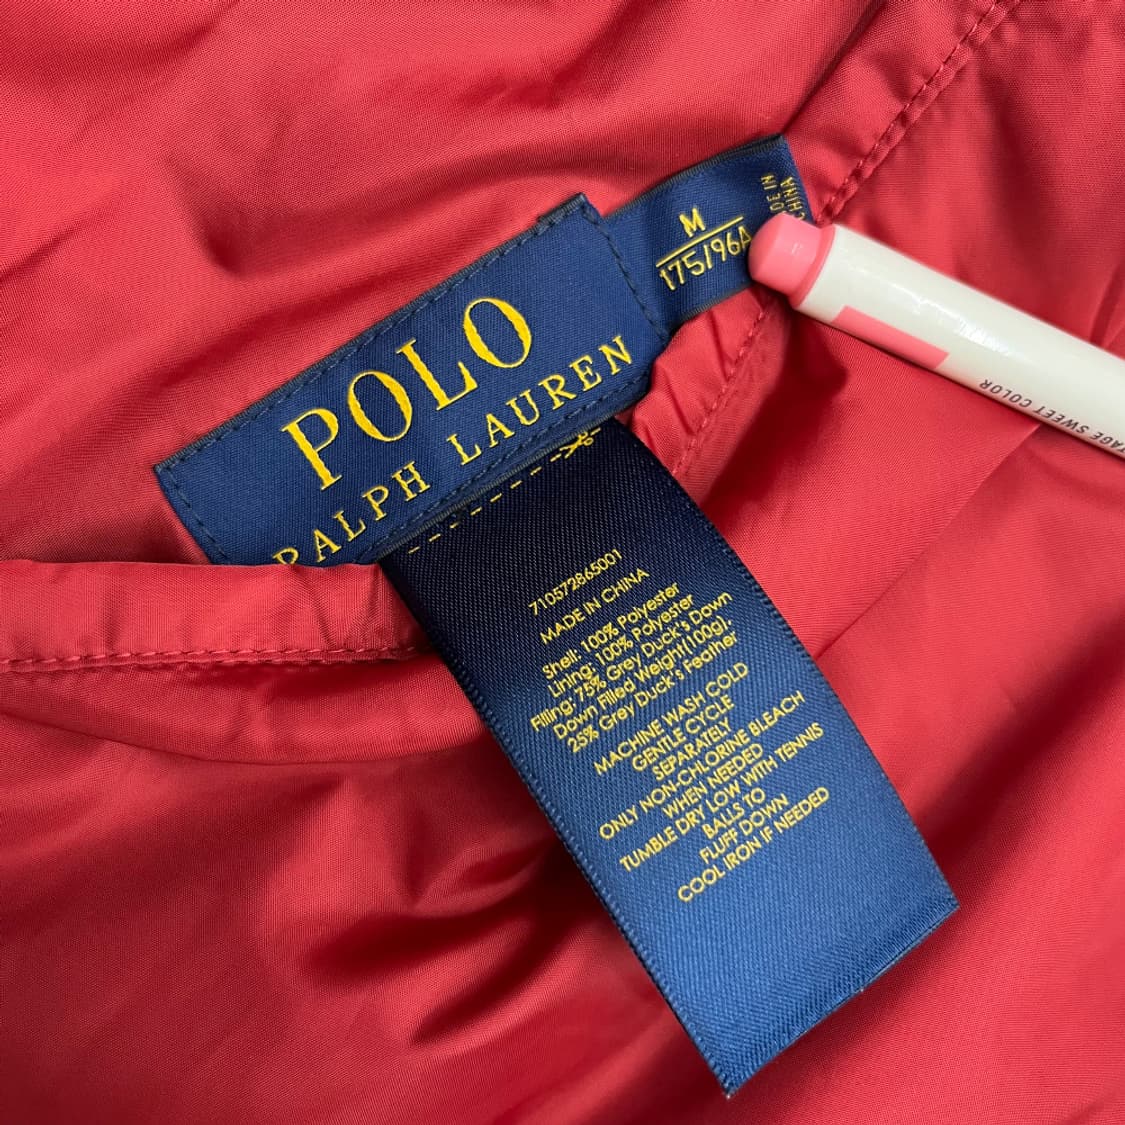 POLO
RALPH LAUREN
M
175/96A
CHINA
710572865001
MADE IN CHINA
Shell: 100% Polyester
Lining: 100% Polyester
Filling: 75% Grey Duck's Down
Down Filled Weight(100g),
25% Grey Duck's Feather
MACHINE WASH COLD
GENTLE CYCLE
SEPARATELY
ONLY NON-CHLORINE BLEACH
WHEN NEEDED
TUMBLE DRY LOW WITH TENNIS
BALLS TO
FLUFF DOWN
COOL IRON IF NEEDED
SWEET COLOR